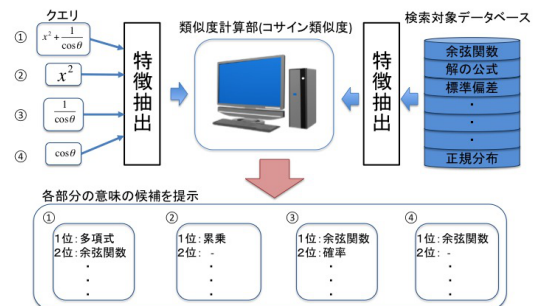 クエリ
類似度計算部(コサイン類似度)
検索対象データベース
① x² + 1/cosθ
② x²
③ 1/cosθ
④ cosθ
特徴抽出
特徴抽出
余弦関数
解の公式
標準偏差
・
・
・
正規分布
各部分の意味の候補を提示
①
1位:多項式
2位:余弦関数
・
・
・
②
1位:累乗
2位: -
・
・
・
③
1位:余弦関数
2位:確率
・
・
・
④
1位:余弦関数
2位: -
・
・
・